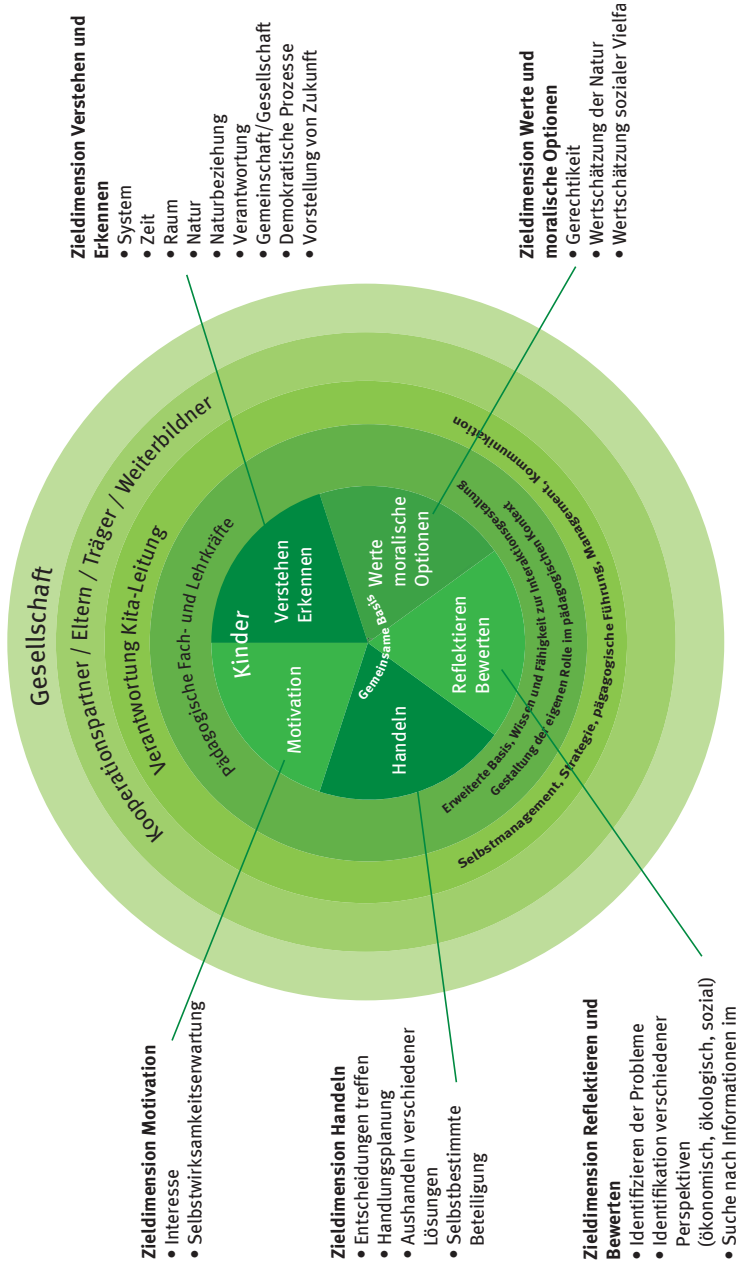 Zieldimension Motivation
• Interesse
• Selbstwirksamkeitserwartung
Zieldimension Handeln
• Entscheidungen treffen
• Handlungsplanung
• Aushandeln verschiedener
Lösungen
• Selbstbestimmte
Beteiligung
Zieldimension Reflektieren und
Bewerten
• Identifizieren der Probleme
• Identifikation verschiedener
Perspektiven
(ökonomisch, ökologisch, sozial)
• Suche nach Informationen im
Gesellschaft
Kooperationspartner / Eltern / Träger / Weiterbildner
Verantwortung Kita-Leitung
Pädagogische Fach- und Lehrkräfte
Kinder
Motivation
Verstehen
Erkennen
Gemeinsame Basis
Handeln
Werte
moralische
Optionen
Reflektieren
Bewerten
Erweiterte Basis, Wissen und Fähigkeit zur Interaktionsgestaltung
Gestaltung der eigenen Rolle im pädagogischen Kontext
Selbstmanagement, Strategie, pägagogische Führung, Management, Kommunikation
Zieldimension Verstehen und
Erkennen
• System
• Zeit
• Raum
• Natur
• Naturbeziehung
• Verantwortung
• Gemeinschaft/Gesellschaft
• Demokratische Prozesse
• Vorstellung von Zukunft
Zieldimension Werte und
moralische Optionen
• Gerechtikeit
• Wertschätzung der Natur
• Wertschätzung sozialer Vielfa